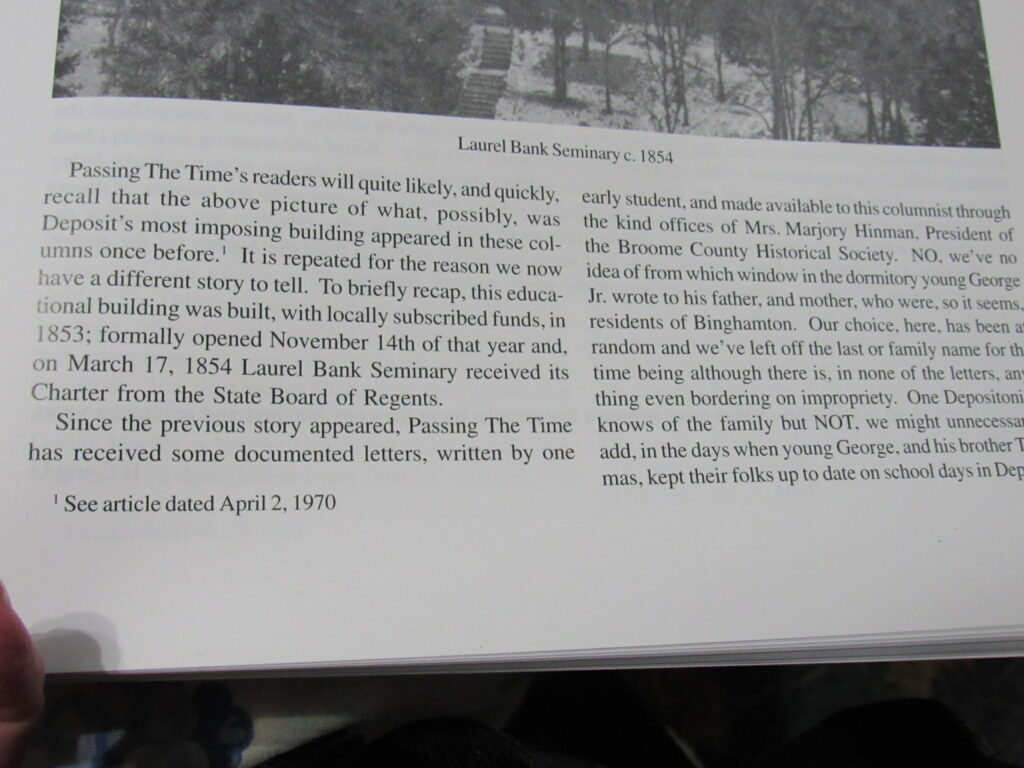 Laurel Bank Seminary c. 1854
Passing The Time's readers will quite likely, and quickly,
recall that the above picture of what, possibly, was
Deposit's most imposing building appeared in these col-
umns once before.¹ It is repeated for the reason we now
have a different story to tell. To briefly recap, this educa-
tional building was built, with locally subscribed funds, in
1853; formally opened November 14th of that year and,
on March 17, 1854 Laurel Bank Seminary received its
Charter from the State Board of Regents.
Since the previous story appeared, Passing The Time
has received some documented letters, written by one
¹ See article dated April 2, 1970
early student, and made available to this columnist through
the kind offices of Mrs. Marjory Hinman, President of
the Broome County Historical Society. NO, we've no
idea of from which window in the dormitory young George
Jr. wrote to his father, and mother, who were, so it seems,
residents of Binghamton. Our choice, here, has been at
random and we've left off the last or family name for th
time being although there is, in none of the letters, any
thing even bordering on impropriety. One Depositoni
knows of the family but NOT, we might unnecessar
add, in the days when young George, and his brother T
mas, kept their folks up to date on school days in Dep